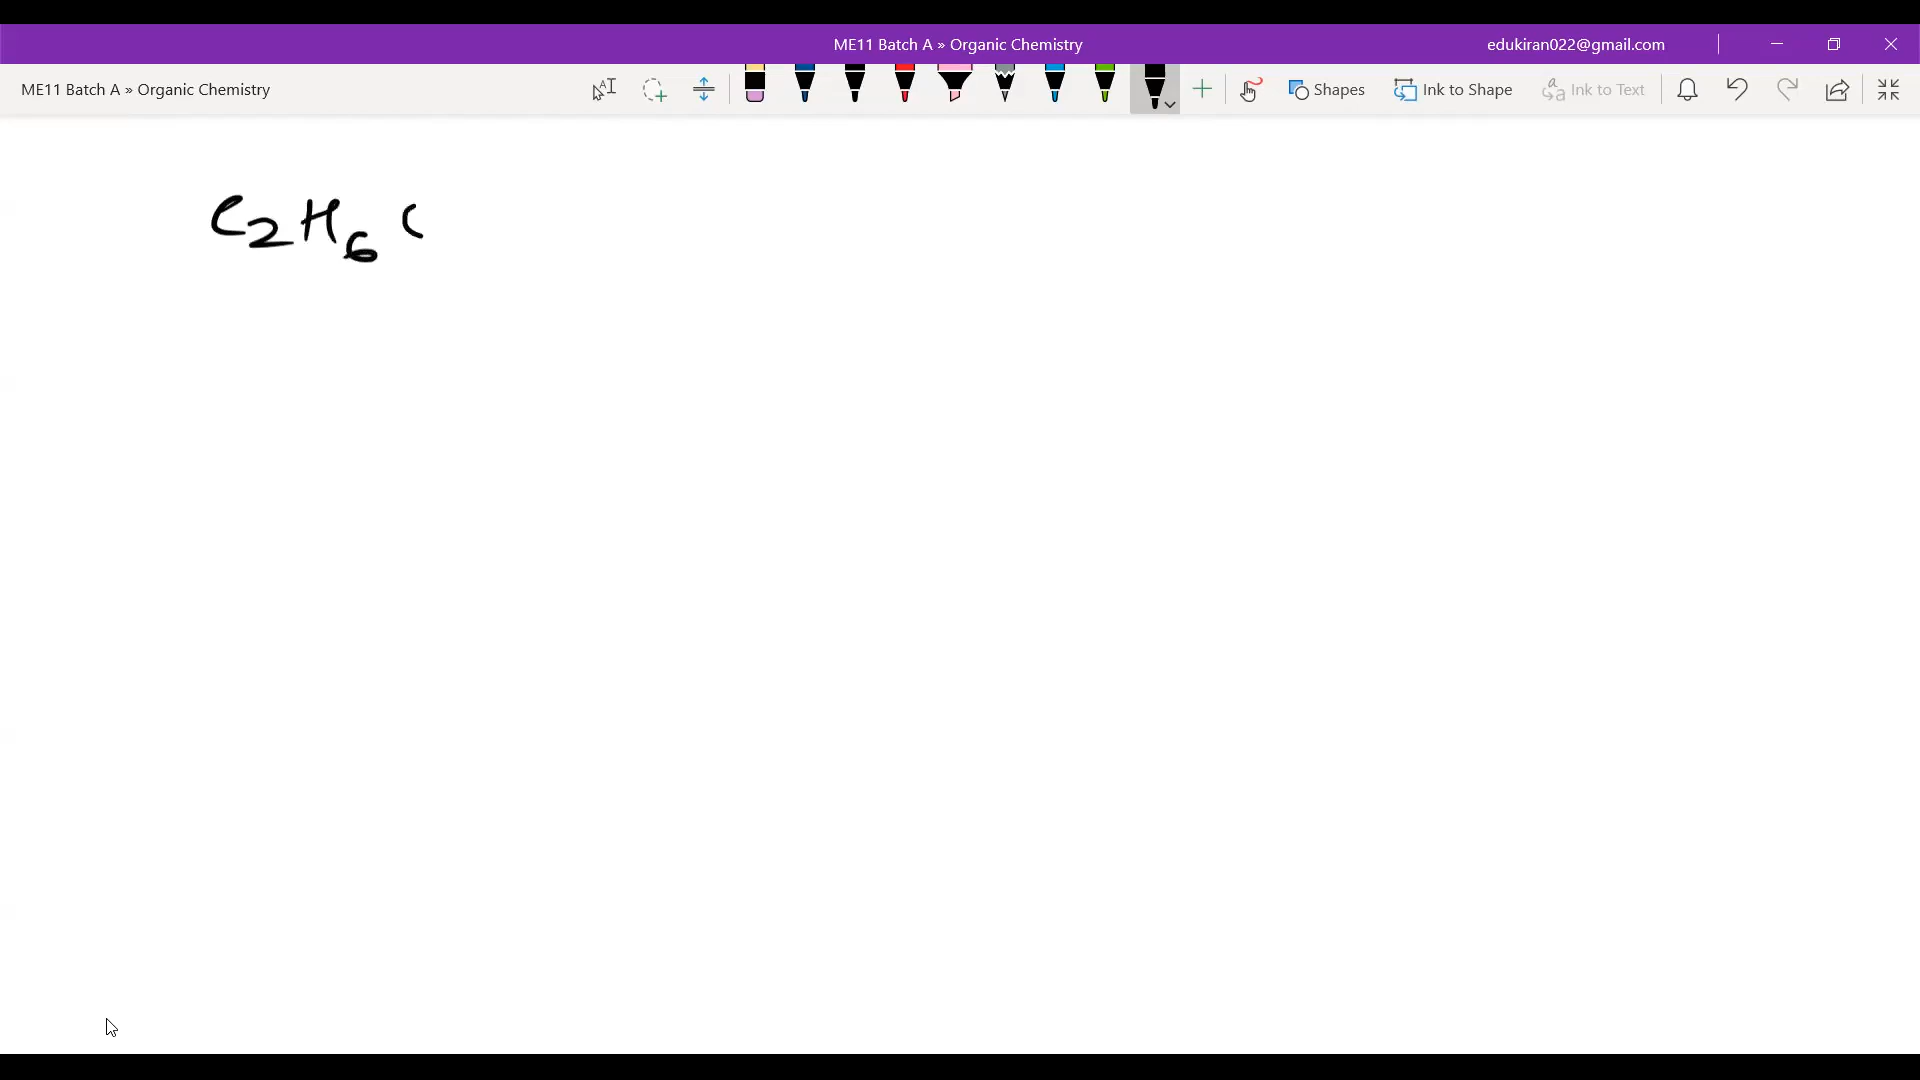 ME11 Batch A » Organic Chemistry edukiran022@gmail.com
ME11 Batch A » Organic Chemistry Shapes Ink to Shape Ink to Text
C₂H₆ (